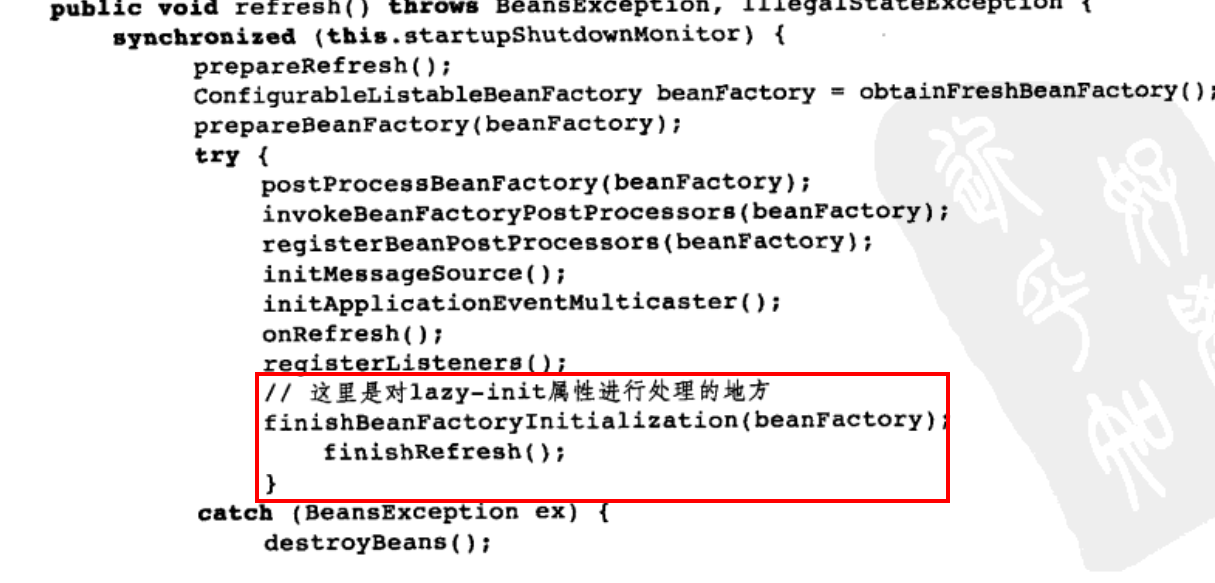 public void refresh() throws BeansException, IllegalStateException {
synchronized (this.startupShutdownMonitor) {
prepareRefresh();
ConfigurableListableBeanFactory beanFactory = obtainFreshBeanFactory();
prepareBeanFactory(beanFactory);
try {
postProcessBeanFactory(beanFactory);
invokeBeanFactoryPostProcessors(beanFactory);
registerBeanPostProcessors(beanFactory);
initMessageSource();
initApplicationEventMulticaster();
onRefresh();
registerListeners();
// 这里是对lazy-init属性进行处理的地方
finishBeanFactoryInitialization(beanFactory);
finishRefresh();
}
catch (BeansException ex) {
destroyBeans();